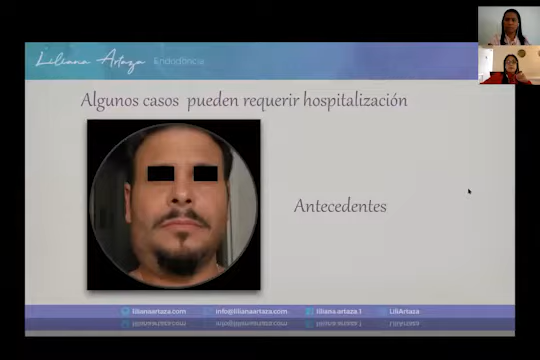 Liliana Artaza Endodoncia
Algunos casos pueden requerir hospitalización
Antecedentes
lilianaartaza.com info@lilianaartaza.com liliana.artaza.1 LiliArtaza